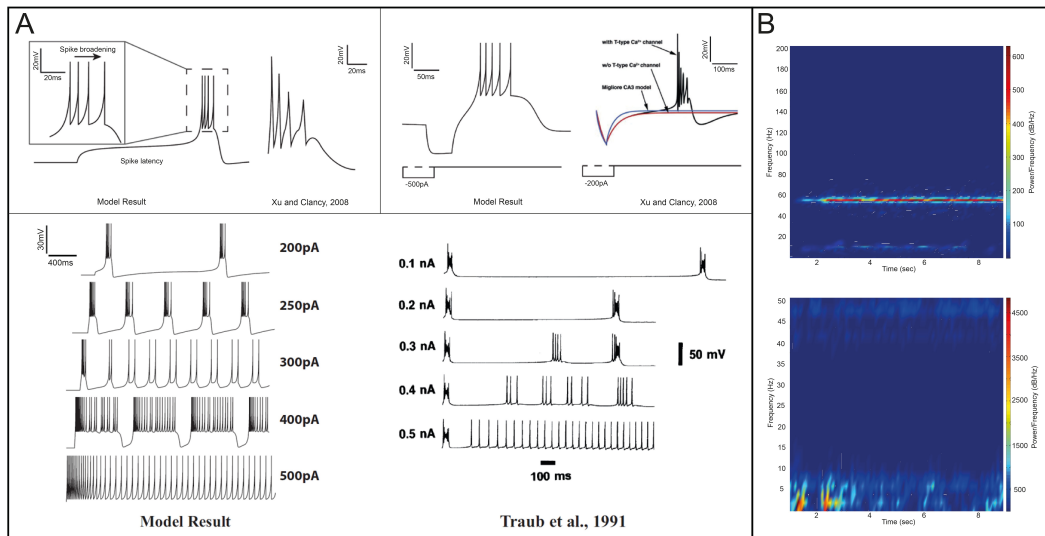 A
Spike broadening
20mV
20ms
20mV
20ms
Spike latency
Model Result
Xu and Clancy, 2008
20mV
50ms
-500pA
Model Result
with T-type Ca²⁺ channel
w/o T-type Ca²⁺ channel
Migliore CA3 model
20mV
100ms
-200pA
Xu and Clancy, 2008
30mV
400ms
200pA
250pA
300pA
400pA
500pA
Model Result
0.1 nA
0.2 nA
0.3 nA
0.4 nA
0.5 nA
50 mV
100 ms
Traub et al., 1991
B
200
180
160
140
120
100
80
60
40
20
Frequency (Hz)
2
4
6
8
Time (sec)
600
500
400
300
200
100
Power/Frequency (dB/Hz)
50
45
40
35
30
25
20
15
10
5
Frequency (Hz)
2
4
6
8
Time (sec)
4500
3500
2500
1500
500
Power/Frequency (dB/Hz)